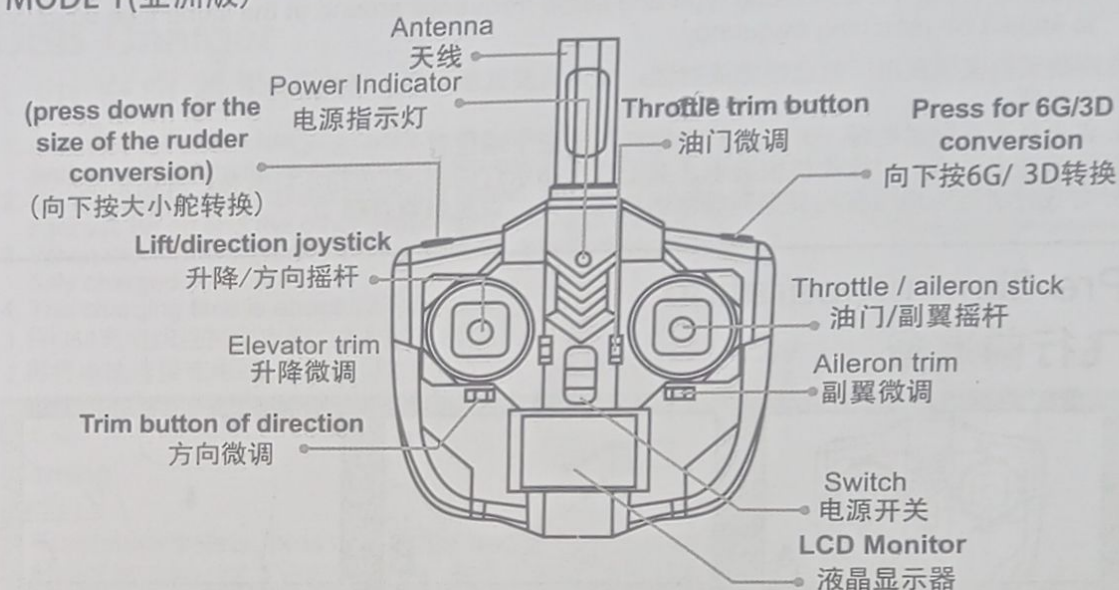 MODE 1(亚洲版)
Antenna
天线
Power Indicator
电源指示灯
(press down for the
size of the rudder
conversion)
(向下按大小舵转换)
Throttle trim button
油门微调
Press for 6G/3D
conversion
向下按6G/ 3D转换
Lift/direction joystick
升降/方向摇杆
Throttle / aileron stick
油门/副翼摇杆
Elevator trim
升降微调
Aileron trim
副翼微调
Trim button of direction
方向微调
Switch
电源开关
LCD Monitor
液晶显示器